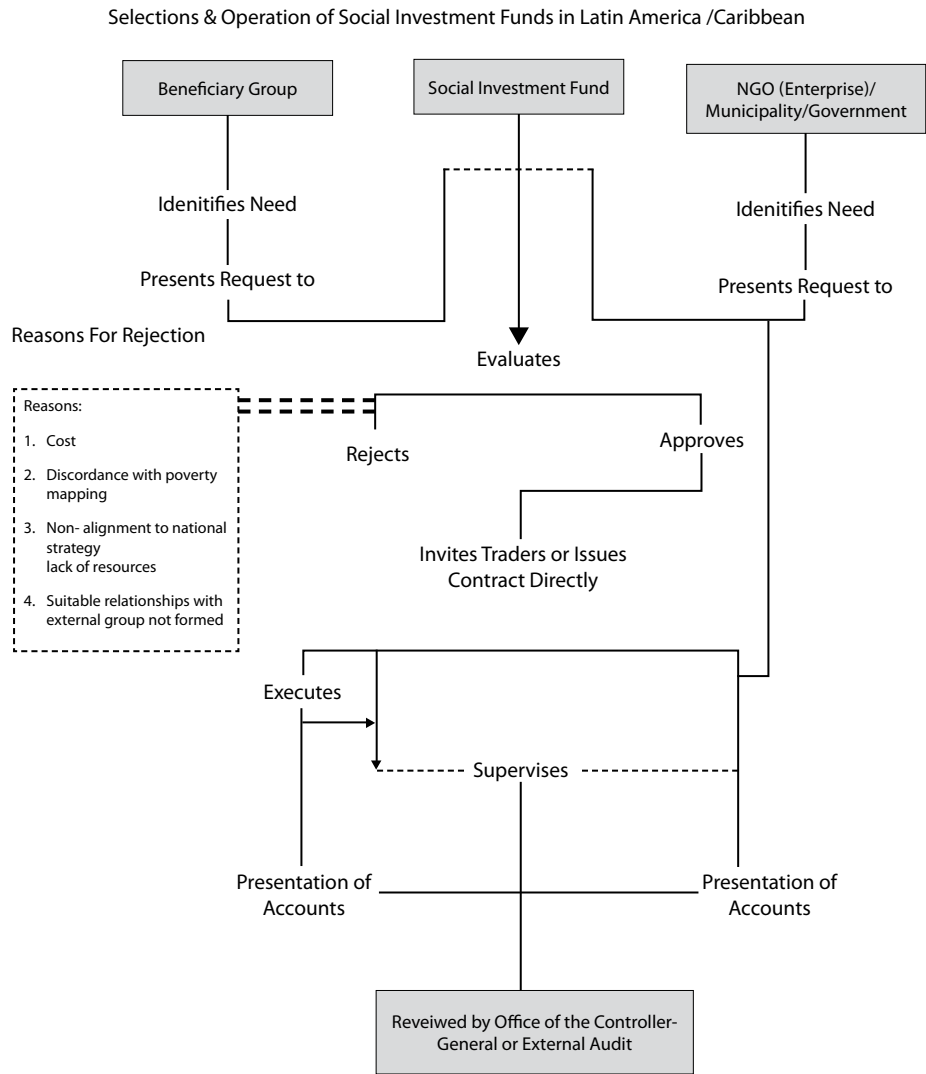 Selections & Operation of Social Investment Funds in Latin America /Caribbean
Beneficiary Group
Social Investment Fund
NGO (Enterprise)/
Municipality/Government
Idenitifies Need
Idenitifies Need
Presents Request to
Presents Request to
Reasons For Rejection
Evaluates
Reasons:
1. Cost
2. Discordance with poverty
mapping
3. Non- alignment to national
strategy
lack of resources
4. Suitable relationships with
external group not formed
Rejects
Approves
Invites Traders or Issues
Contract Directly
Executes
Supervises
Presentation of
Accounts
Presentation of
Accounts
Reveiwed by Office of the Controller-
General or External Audit